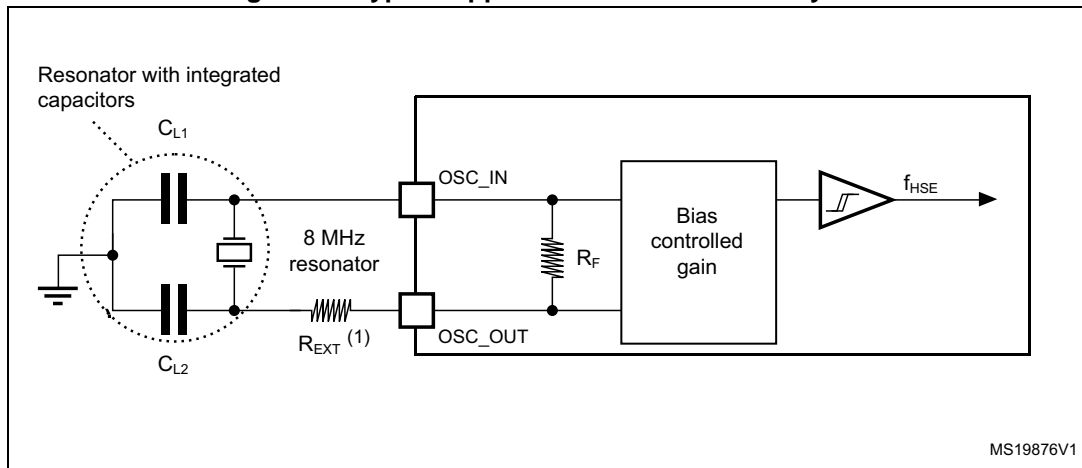 Resonator with integrated
capacitors
CL1
OSC_IN
fHSE
8 MHz
resonator
Bias
controlled
gain
RF
REXT (1)
OSC_OUT
CL2
MS19876V1